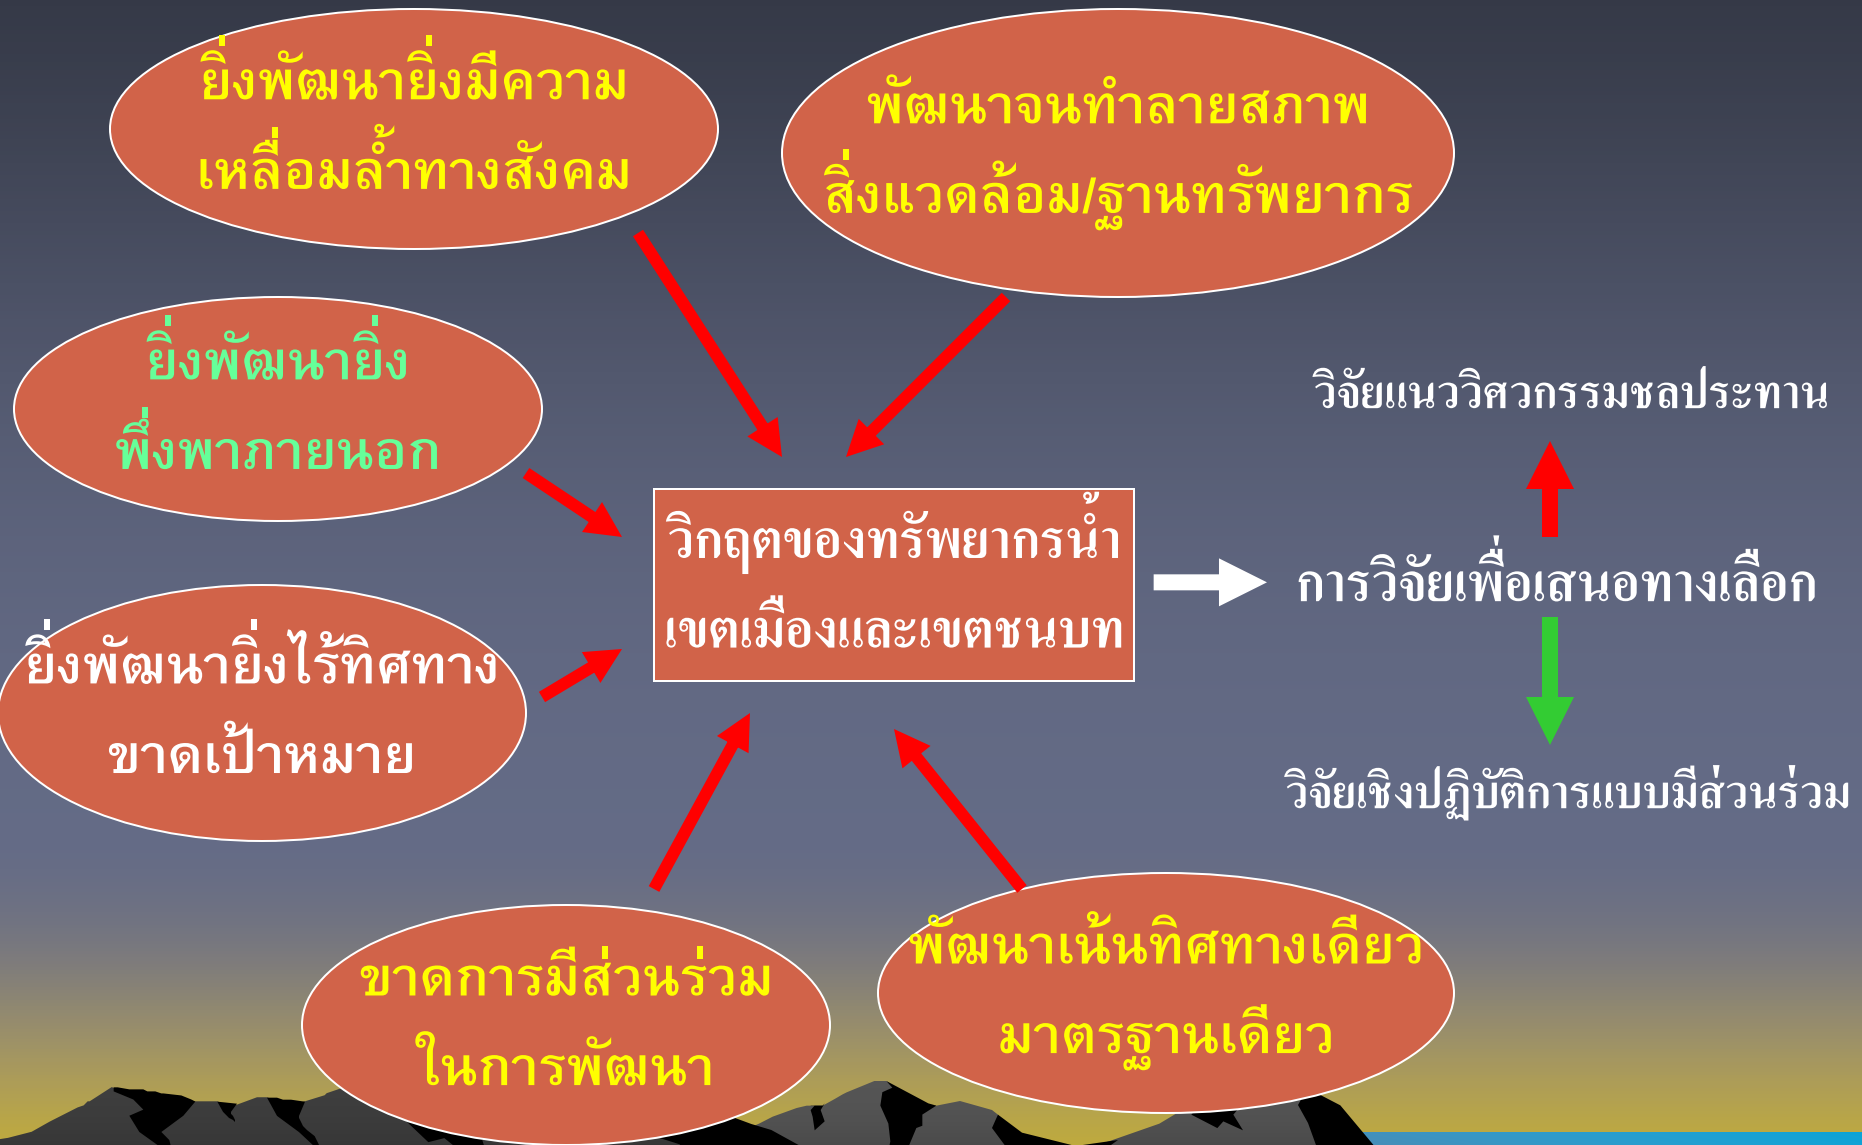 ยิ่งพัฒนายิ่งมีความ
เหลื่อมล้ำทางสังคม
พัฒนาจนทำลายสภาพ
สิ่งแวดล้อม/ฐานทรัพยากร
ยิ่งพัฒนายิ่ง
พึ่งพาภายนอก
วิจัยแนววิศวกรรมชลประทาน
วิกฤตของทรัพยากรน้ำ
เขตเมืองและเขตชนบท
การวิจัยเพื่อเสนอทางเลือก
ยิ่งพัฒนายิ่งไร้ทิศทาง
ขาดเป้าหมาย
วิจัยเชิงปฏิบัติการแบบมีส่วนร่วม
ขาดการมีส่วนร่วม
ในการพัฒนา
พัฒนาเน้นทิศทางเดียว
มาตรฐานเดียว